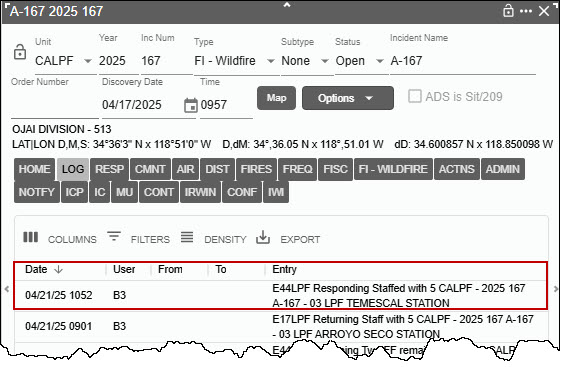 A-167 2025 167
Unit
Year
Inc Num
Type
Subtype
Status
Incident Name
CALPF
2025
167
FI - Wildfire
None
Open
A-167
Order Number
Discovery Date
Time
04/17/2025
0957
Map
Options
ADS is Sit/209
OJAI DIVISION - 513
LAT|LON D,M,S: 34°36'3" N x 118°51'0" W D,dM: 34°,36.05 N x 118°,51.01 W dD: 34.600857 N x 118.850098 W
HOME LOG RESP CMNT AIR DIST FIRES FREQ FISC FI - WILDFIRE ACTNS ADMIN
NOTFY ICP IC MU CONT IRWIN CONF IWI
COLUMNS FILTERS DENSITY EXPORT
Date User From To Entry
04/21/25 1052 B3 E44LPF Responding Staffed with 5 CALPF - 2025 167
A-167 - 03 LPF TEMESCAL STATION
04/21/25 0901 B3 E17LPF Returning Staff with 5 CALPF - 2025 167 A-
167 - 03 LPF ARROYO SECO STATION